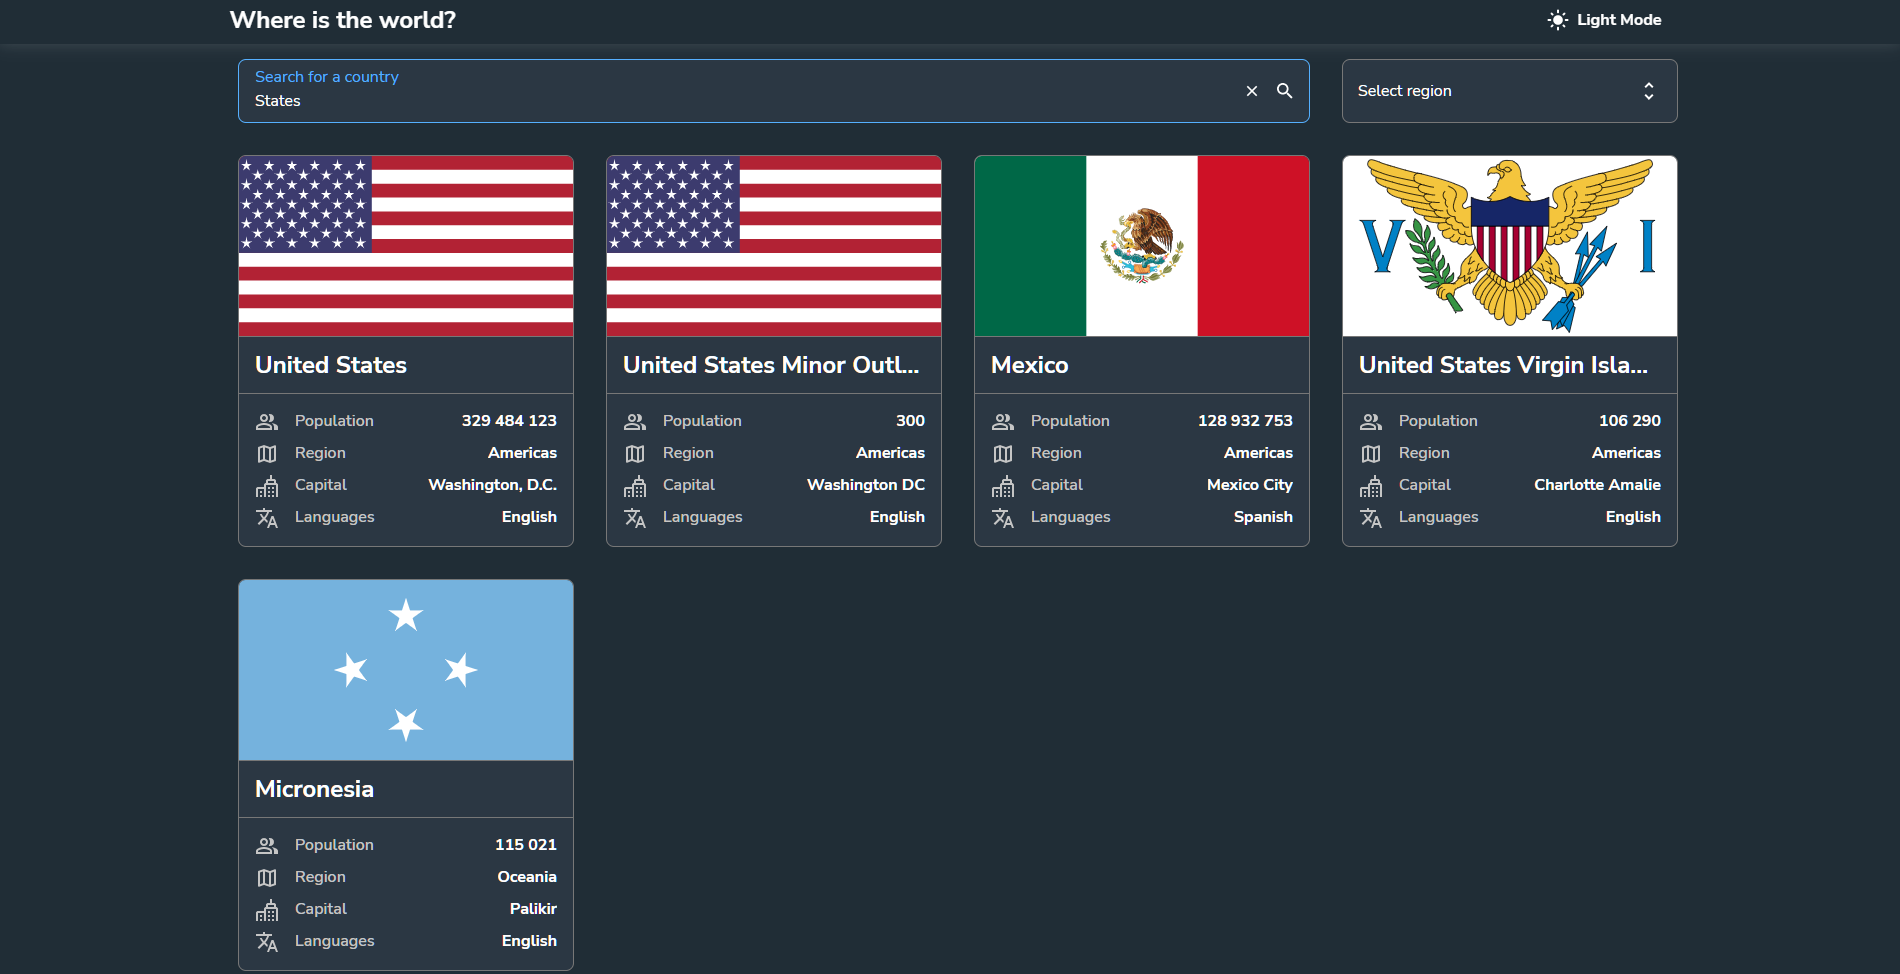 Where is the world?
Light Mode
Search for a country
States
Select region
United States
Population 329 484 123
Region Americas
Capital Washington, D.C.
Languages English
United States Minor Outl...
Population 300
Region Americas
Capital Washington DC
Languages English
Mexico
Population 128 932 753
Region Americas
Capital Mexico City
Languages Spanish
V I
United States Virgin Isla...
Population 106 290
Region Americas
Capital Charlotte Amalie
Languages English
Micronesia
Population 115 021
Region Oceania
Capital Palikir
Languages English